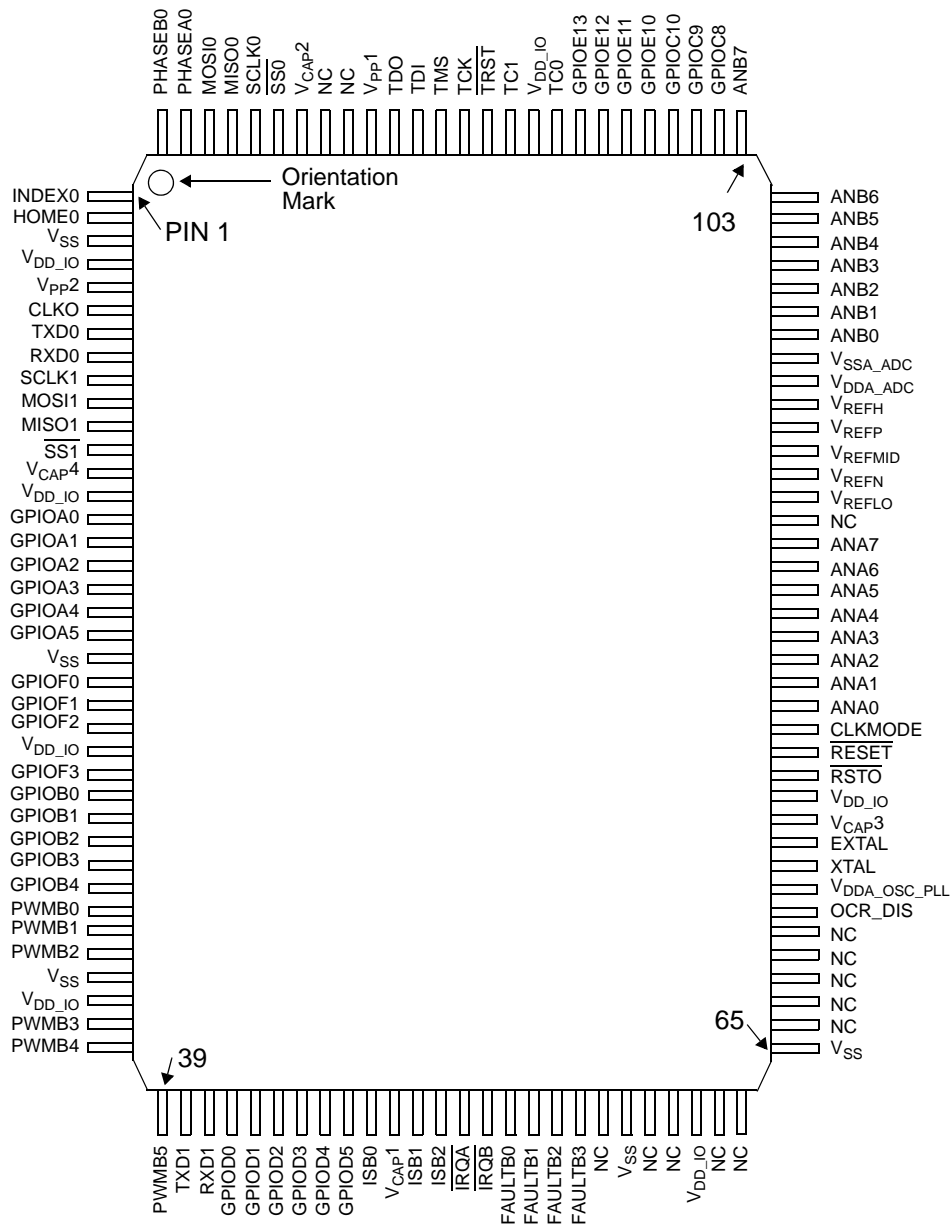 PHASEB0
PHASEA0
MOSI0
MISO0
SCLK0
SS0
VCAP2
NC
NC
VPP1
TDO
TDI
TMS
TCK
TRST
TC1
VDD_IO
TC0
GPIOE13
GPIOE12
GPIOE11
GPIOE10
GPIOC10
GPIOC9
GPIOC8
ANB7
Orientation
Mark
PIN 1
103
INDEX0
HOME0
VSS
VDD_IO
VPP2
CLKO
TXD0
RXD0
SCLK1
MOSI1
MISO1
SS1
VCAP4
VDD_IO
GPIOA0
GPIOA1
GPIOA2
GPIOA3
GPIOA4
GPIOA5
VSS
GPIOF0
GPIOF1
GPIOF2
VDD_IO
GPIOF3
GPIOB0
GPIOB1
GPIOB2
GPIOB3
GPIOB4
PWMB0
PWMB1
PWMB2
VSS
VDD_IO
PWMB3
PWMB4
ANB6
ANB5
ANB4
ANB3
ANB2
ANB1
ANB0
VSSA_ADC
VDDA_ADC
VREFH
VREFP
VREFMID
VREFN
VREFLO
NC
ANA7
ANA6
ANA5
ANA4
ANA3
ANA2
ANA1
ANA0
CLKMODE
RESET
RSTO
VDD_IO
VCAP3
EXTAL
XTAL
VDDA_OSC_PLL
OCR_DIS
NC
NC
NC
NC
NC
VSS
39
65
PWMB5
TXD1
RXD1
GPIOD0
GPIOD1
GPIOD2
GPIOD3
GPIOD4
GPIOD5
ISB0
VCAP1
ISB1
ISB2
IRQA
IRQB
FAULTB0
FAULTB1
FAULTB2
FAULTB3
NC
VSS
NC
NC
VDD_IO
NC
NC